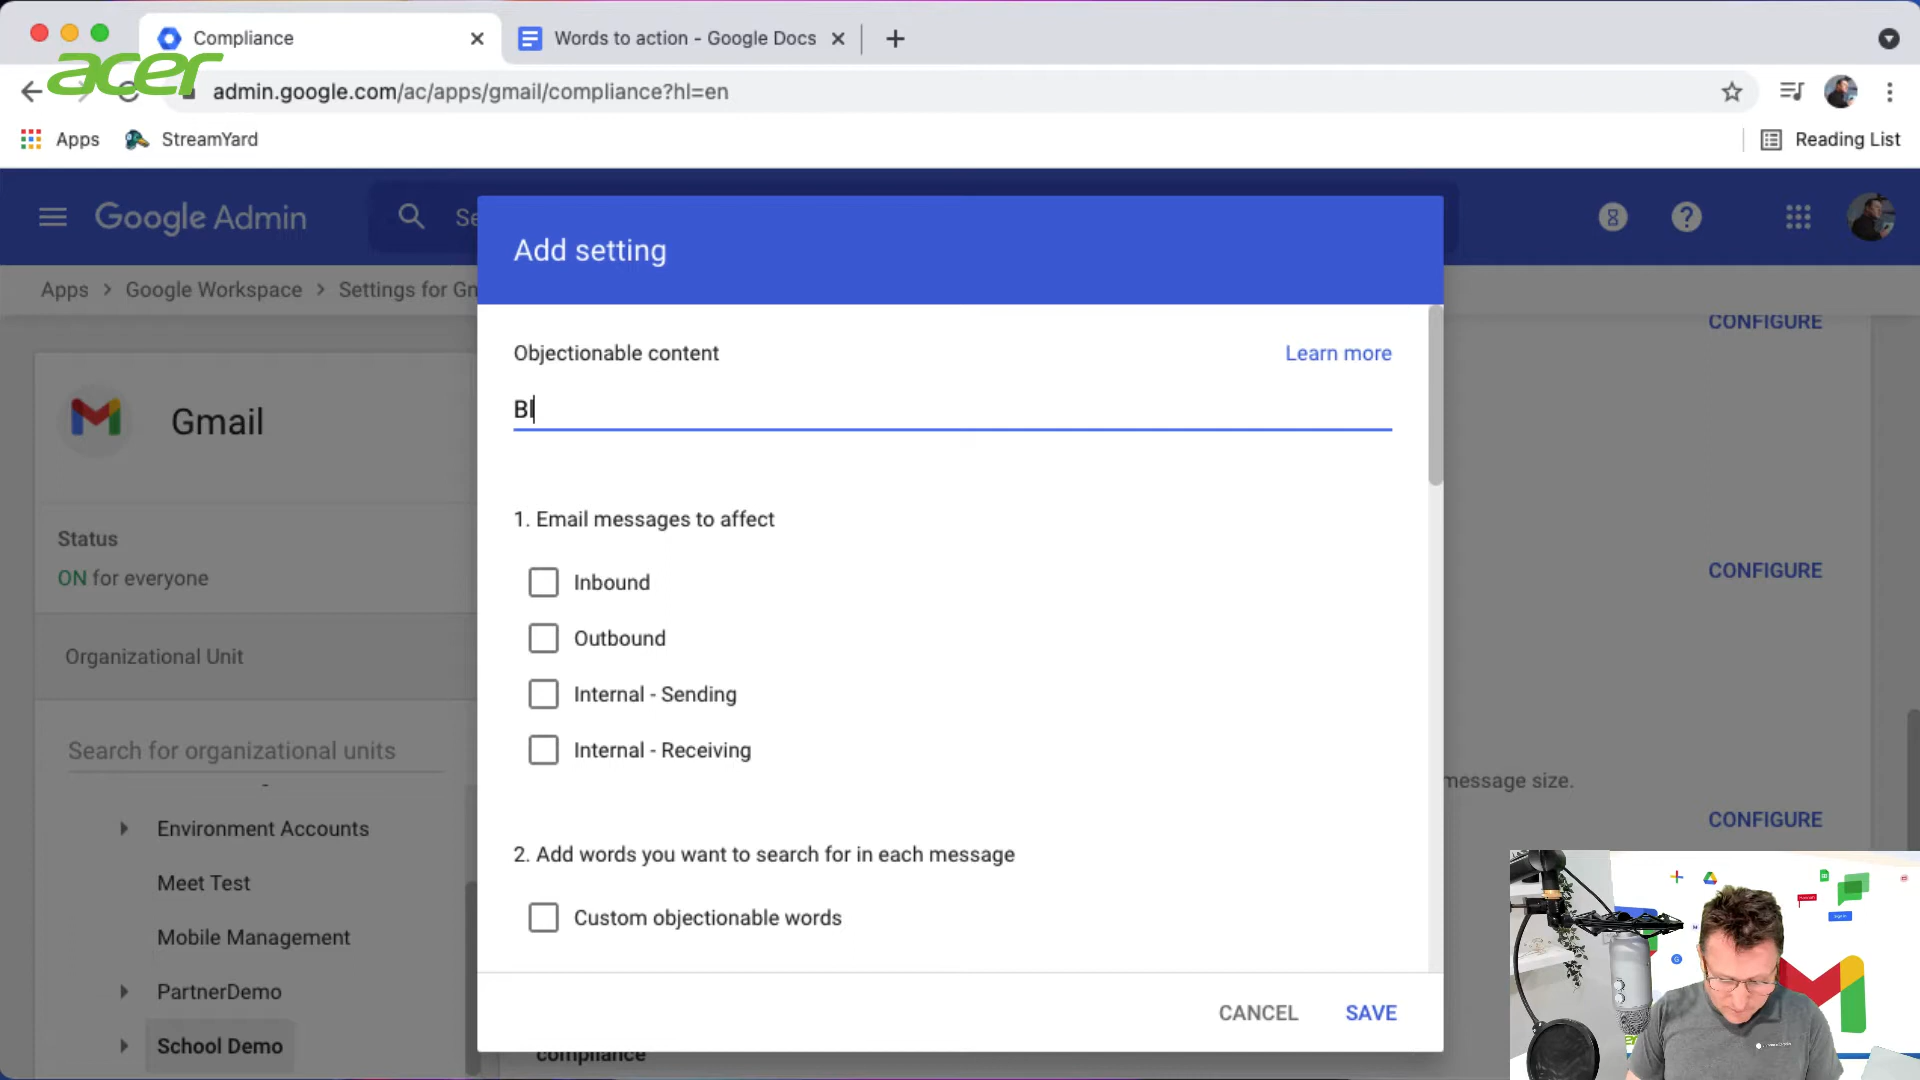 Compliance
Words to action - Google Docs
acer
admin.google.com/ac/apps/gmail/compliance?hl=en
Apps
StreamYard
Reading List
Google Admin
Se
Add setting
Apps > Google Workspace > Settings for Gm
CONFIGURE
Objectionable content
Learn more
Bl
Gmail
1. Email messages to affect
Status
ON for everyone
Inbound
CONFIGURE
Outbound
Organizational Unit
Internal - Sending
Search for organizational units
Internal - Receiving
message size.
Environment Accounts
CONFIGURE
2. Add words you want to search for in each message
Meet Test
Custom objectionable words
Mobile Management
PartnerDemo
CANCEL
SAVE
School Demo
compliance